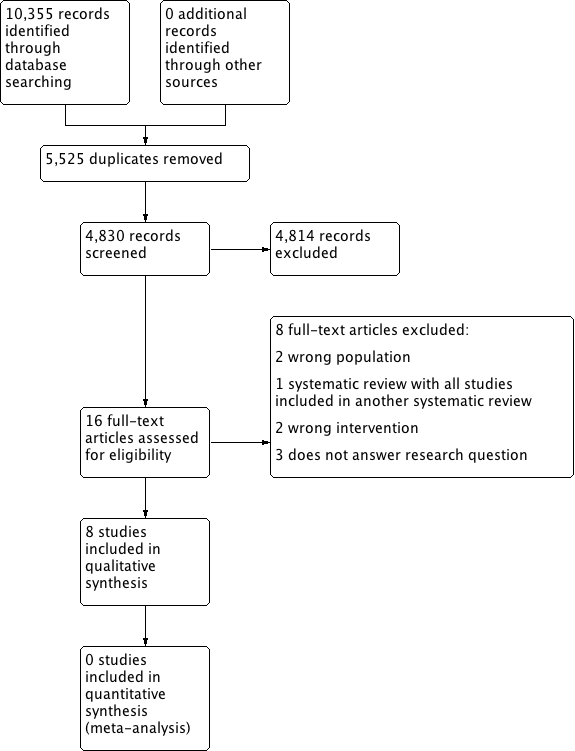 10,355 records
identified
through
database
searching
0 additional
records
identified
through other
sources
5,525 duplicates removed
4,830 records
screened
4,814 records
excluded
8 full-text articles excluded:
2 wrong population
1 systematic review with all studies
included in another systematic review
2 wrong intervention
3 does not answer research question
16 full-text
articles assessed
for eligibility
8 studies
included in
qualitative
synthesis
0 studies
included in
quantitative
synthesis
(meta-analysis)